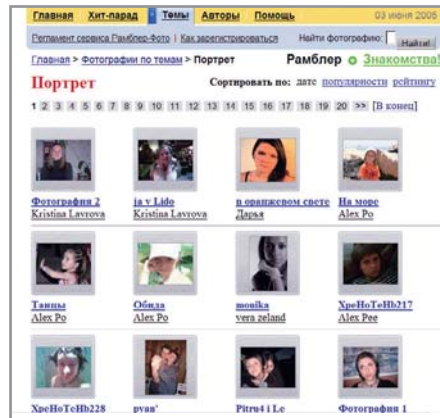 Главная Хит-парад Темы Авторы Помощь 03 июня 2005
Регламент сервиса Рамблер-Фото | Как зарегистрироваться Найти фотографию: Найти!
Главная > Фотографии по темам > Портрет Рамблер Знакомства!
Портрет Сортировать по: дате популярности рейтингу
1 2 3 4 5 6 7 8 9 10 11 12 13 14 15 16 17 18 19 20 >> [В конец]
Фотография 2 ja v Lido в оранжевом свете На море
Kristina Lavrova Kristina Lavrova Дарья Alex Po
Танцы Обида monika XpeHoTeHb217
Alex Po Alex Po vera zeland Alex Pee
XpeHoTeHb228 руап' Pitru4 i Le Фотография 1